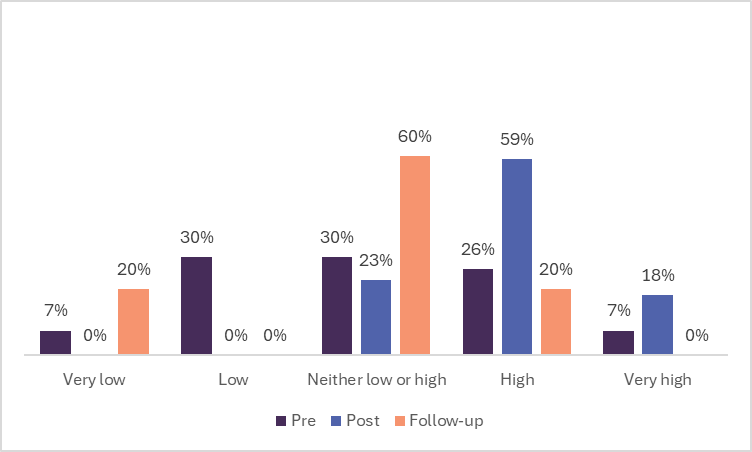 60%
59%
30%
30%
26%
23%
20%
20%
18%
7%
7%
0%
0%
0%
0%
Very low
Low
Neither low or high
High
Very high
Pre
Post
Follow-up